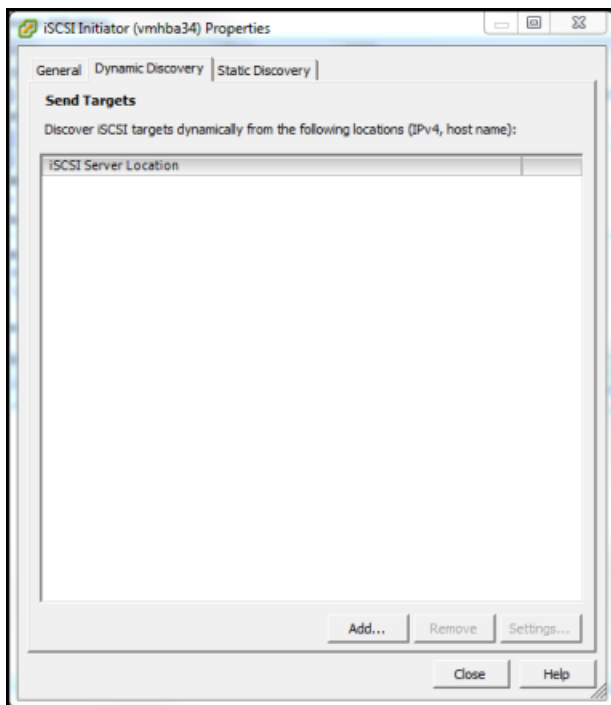 iSCSI Initiator (vmhba34) Properties
General Dynamic Discovery Static Discovery
Send Targets
Discover iSCSI targets dynamically from the following locations (IPv4, host name):
iSCSI Server Location
Add... Remove Settings...
Close Help